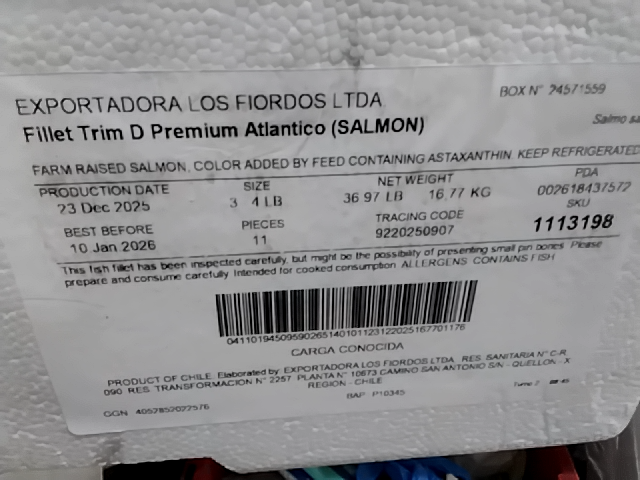 EXPORTADORA LOS FIORDOS LTDA
BOX N° 24571559
Fillet Trim D Premium Atlantico (SALMON)
Salmo sa
FARM RAISED SALMON, COLOR ADDED BY FEED CONTAINING ASTAXANTHIN. KEEP REFRIGERATED
PRODUCTION DATE SIZE NET WEIGHT PDA
23 Dec 2025 3 4 LB 36.97 LB 16.77 KG 002618437572
BEST BEFORE PIECES TRACING CODE SKU
10 Jan 2026 11 9220250907 1113198
This fish fillet has been inspected carefully, but might be the possibility of presenting small pin bones. Please
prepare and consume carefully. Intended for cooked consumption. ALLERGENS: CONTAINS FISH
04110194509590265140101123122025167701176
CARGA CONOCIDA
PRODUCT OF CHILE. Elaborated by: EXPORTADORA LOS FIORDOS LTDA., RES. SANITARIA N° C-R
090 RES. TRANSFORMACION N° 2257 PLANTA N° 10673 CAMINO SAN ANTONIO S/N - QUELLON - X
REGION - CHILE
BAP P10345
GGN 4052852027576